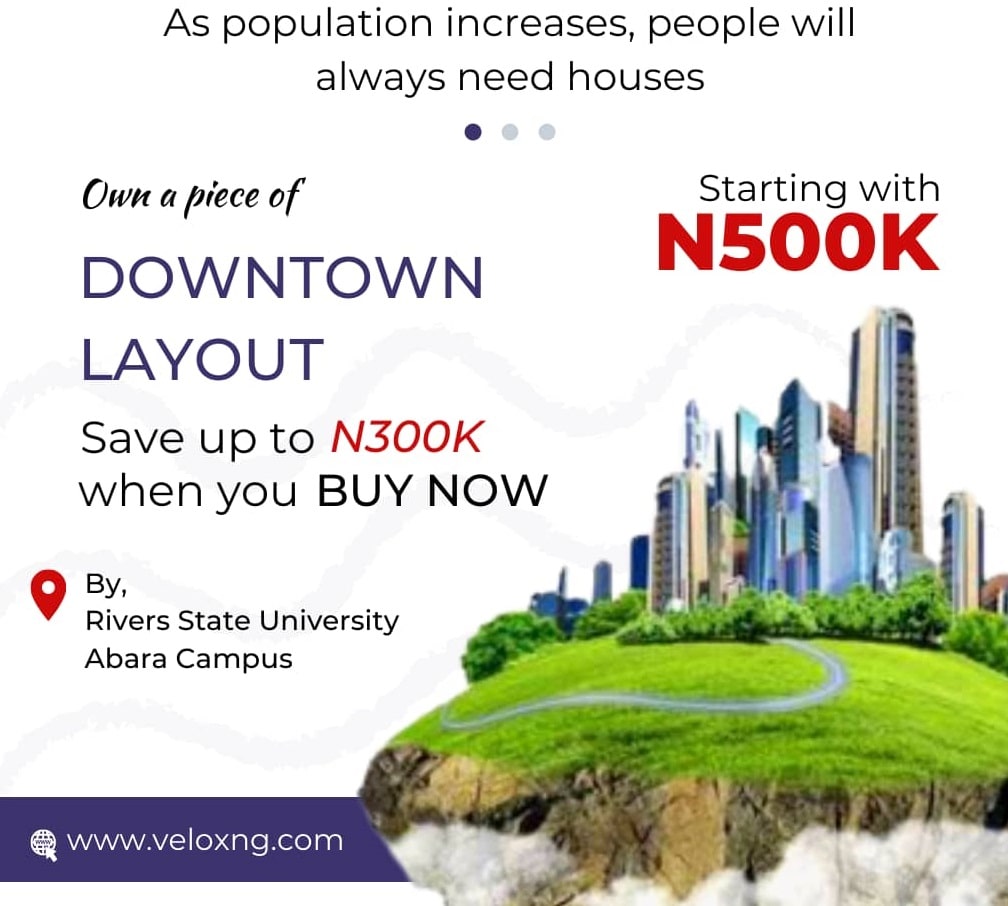 As population increases, people will
always need houses
Own a piece of
DOWNTOWN
LAYOUT
Starting with
N500K
Save up to N300K
when you BUY NOW
By,
Rivers State University
Abara Campus
www.veloxng.com